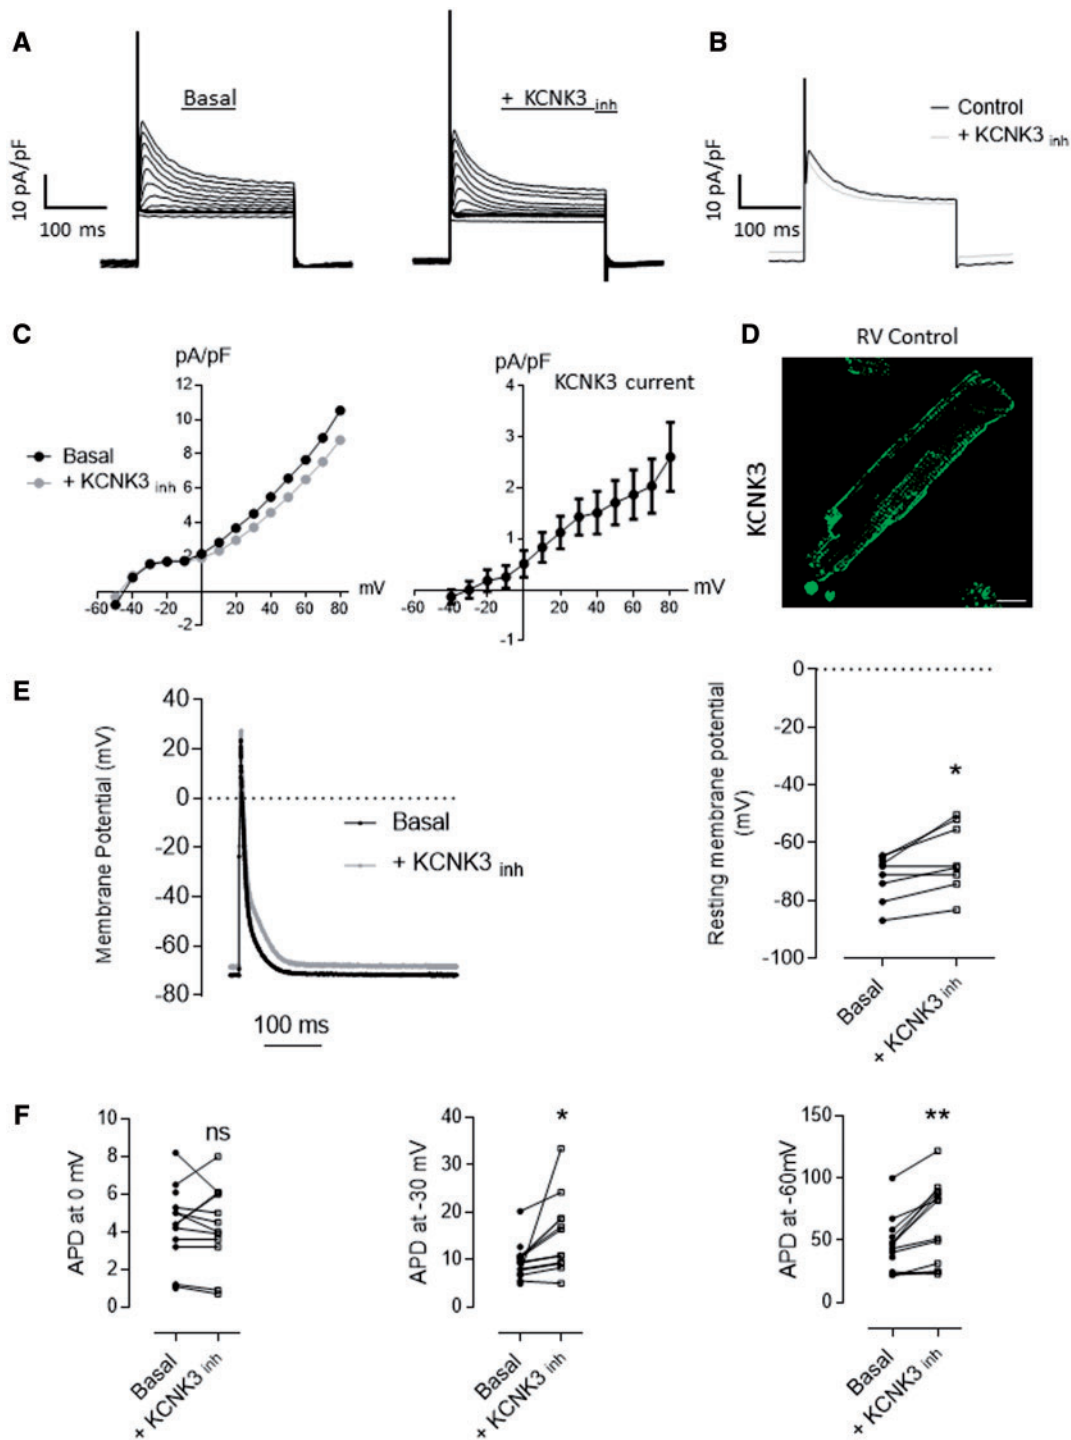 A
Basal
+ KCNK3 inh
10 pA/pF
100 ms
B
Control
+ KCNK3 inh
10 pA/pF
100 ms
C
pA/pF
12
10
8
6
4
2
-2
-60 -40 -20 20 40 60 80
mV
Basal
+ KCNK3 inh
pA/pF
KCNK3 current
4
3
2
1
-1
-60 -40 -20 20 40 60 80
mV
D
RV Control
KCNK3
E
Membrane Potential (mV)
40
20
0
-20
-40
-60
-80
Basal
+ KCNK3 inh
100 ms
Resting membrane potential
(mV)
0
-20
-40
-60
-80
-100
*
Basal
+ KCNK3 inh
F
APD at 0 mV
10
8
6
4
2
0
ns
Basal
+ KCNK3 inh
APD at -30 mV
40
30
20
10
0
*
Basal
+ KCNK3 inh
APD at -60mV
150
100
50
0
**
Basal
+ KCNK3 inh